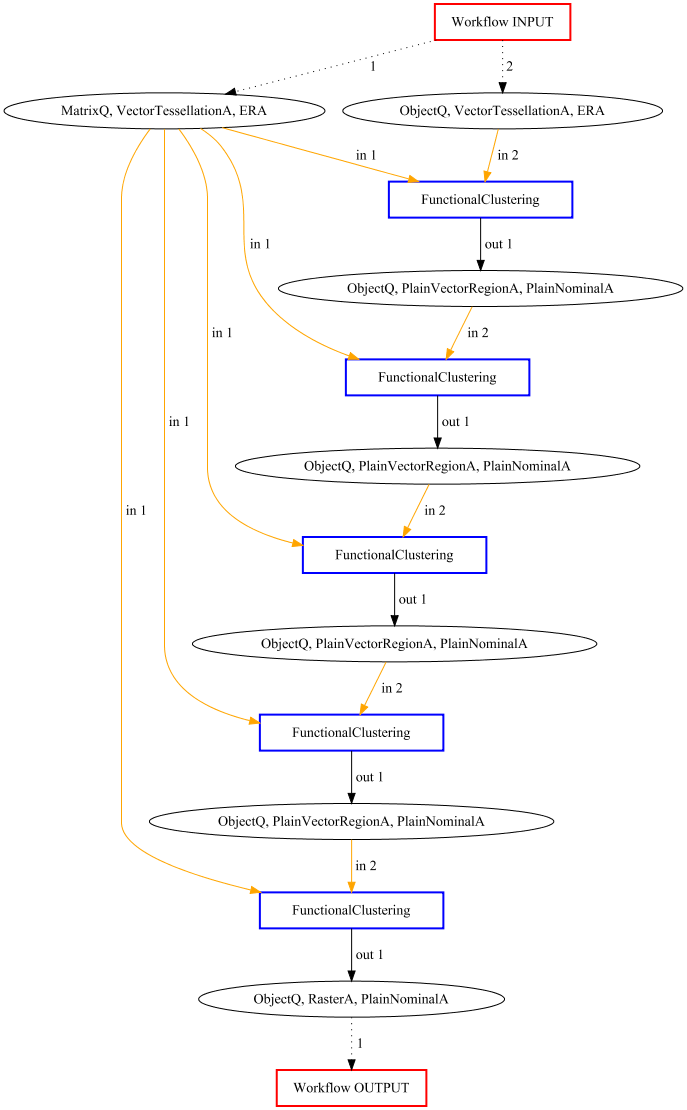 Workflow INPUT
1
2
MatrixQ, VectorTessellationA, ERA
ObjectQ, VectorTessellationA, ERA
in 1
in 2
FunctionalClustering
in 1
out 1
ObjectQ, PlainVectorRegionA, PlainNominalA
in 1
in 2
FunctionalClustering
in 1
out 1
ObjectQ, PlainVectorRegionA, PlainNominalA
in 1
in 2
FunctionalClustering
out 1
ObjectQ, PlainVectorRegionA, PlainNominalA
in 2
FunctionalClustering
out 1
ObjectQ, PlainVectorRegionA, PlainNominalA
in 2
FunctionalClustering
out 1
ObjectQ, RasterA, PlainNominalA
1
Workflow OUTPUT